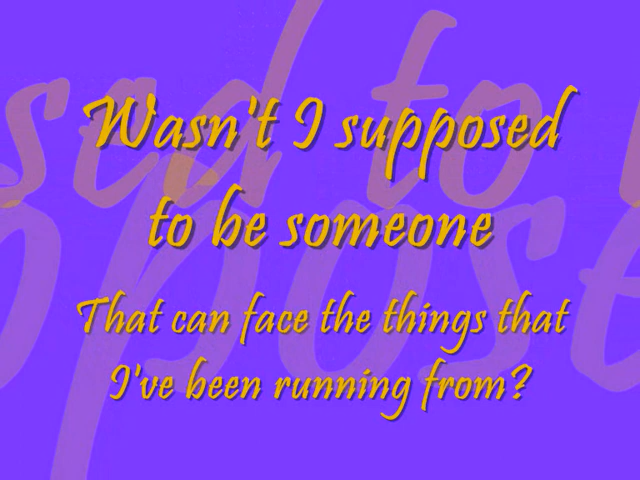 Wasn't I supposed
to be someone
That can face the things that
I've been running from?